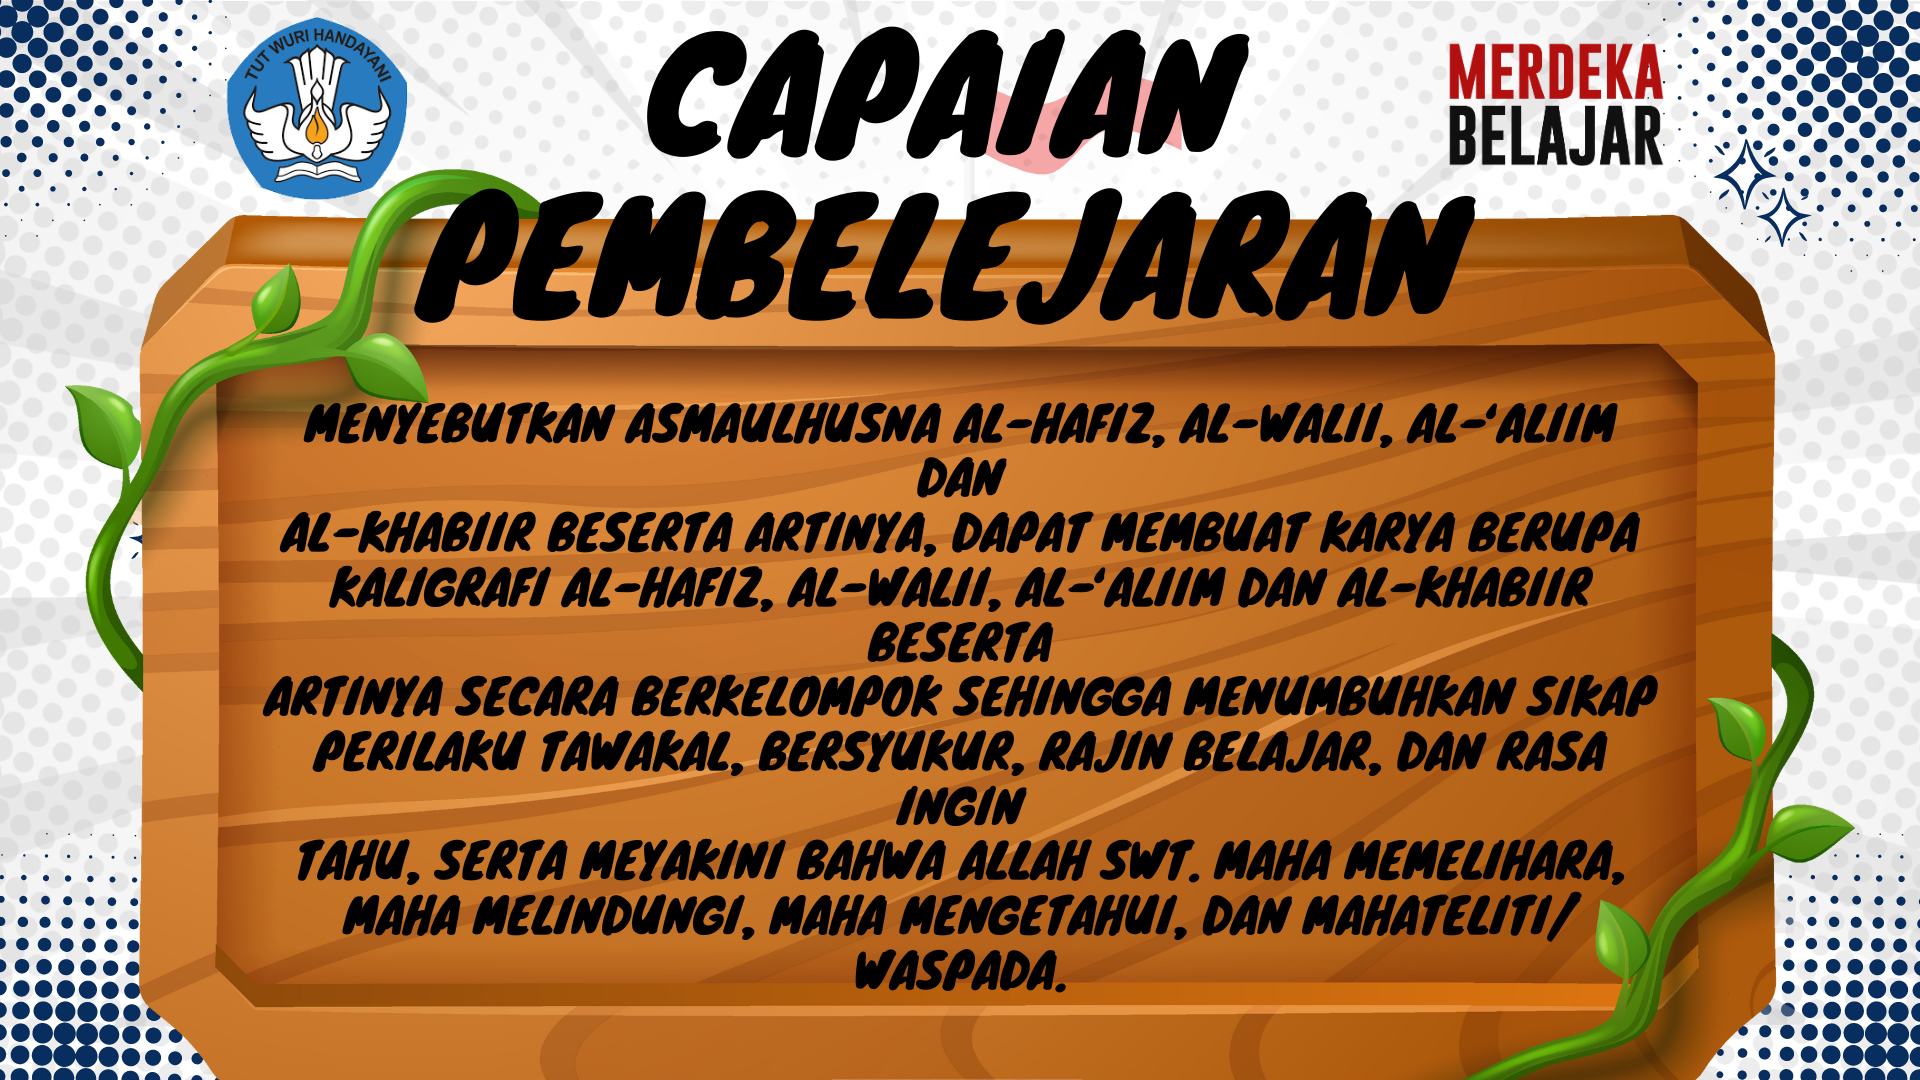 TUT WURI HANDAYANI
CAPAIAN
PEMBELEJARAN
MERDEKA
BELAJAR
MENYEBUTKAN ASMAULHUSNA AL-HAFIZ, AL-WALII, AL-‘ALIIM
DAN
AL-KHABIIR BESERTA ARTINYA, DAPAT MEMBUAT KARYA BERUPA
KALIGRAFI AL-HAFIZ, AL-WALII, AL-‘ALIIM DAN AL-KHABIIR
BESERTA
ARTINYA SECARA BERKELOMPOK SEHINGGA MENUMBUHKAN SIKAP
PERILAKU TAWAKAL, BERSYUKUR, RAJIN BELAJAR, DAN RASA
INGIN
TAHU, SERTA MEYAKINI BAHWA ALLAH SWT. MAHA MEMELIHARA,
MAHA MELINDUNGI, MAHA MENGETAHUI, DAN MAHATELITI/
WASPADA.